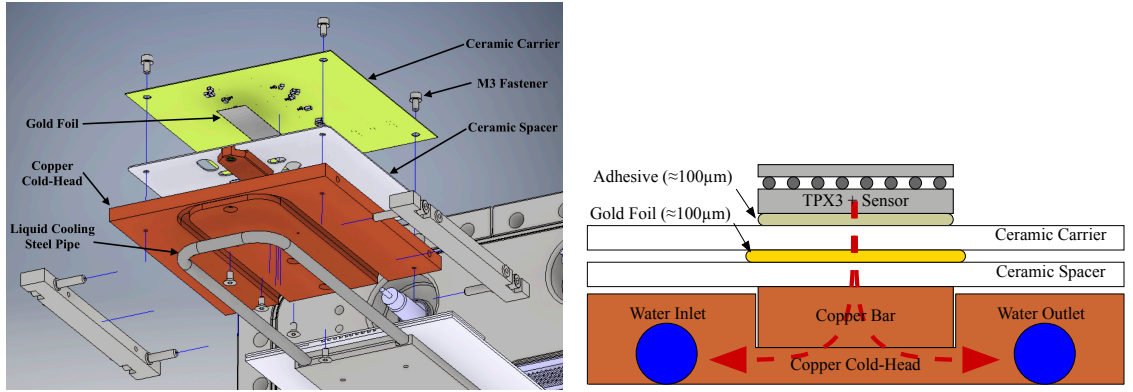 Ceramic Carrier
M3 Fastener
Gold Foil
Ceramic Spacer
Copper
Cold-Head
Liquid Cooling
Steel Pipe
Adhesive (≈100µm)
TPX3 + Sensor
Gold Foil (≈100µm)
Ceramic Carrier
Ceramic Spacer
Water Inlet
Copper Bar
Water Outlet
Copper Cold-Head